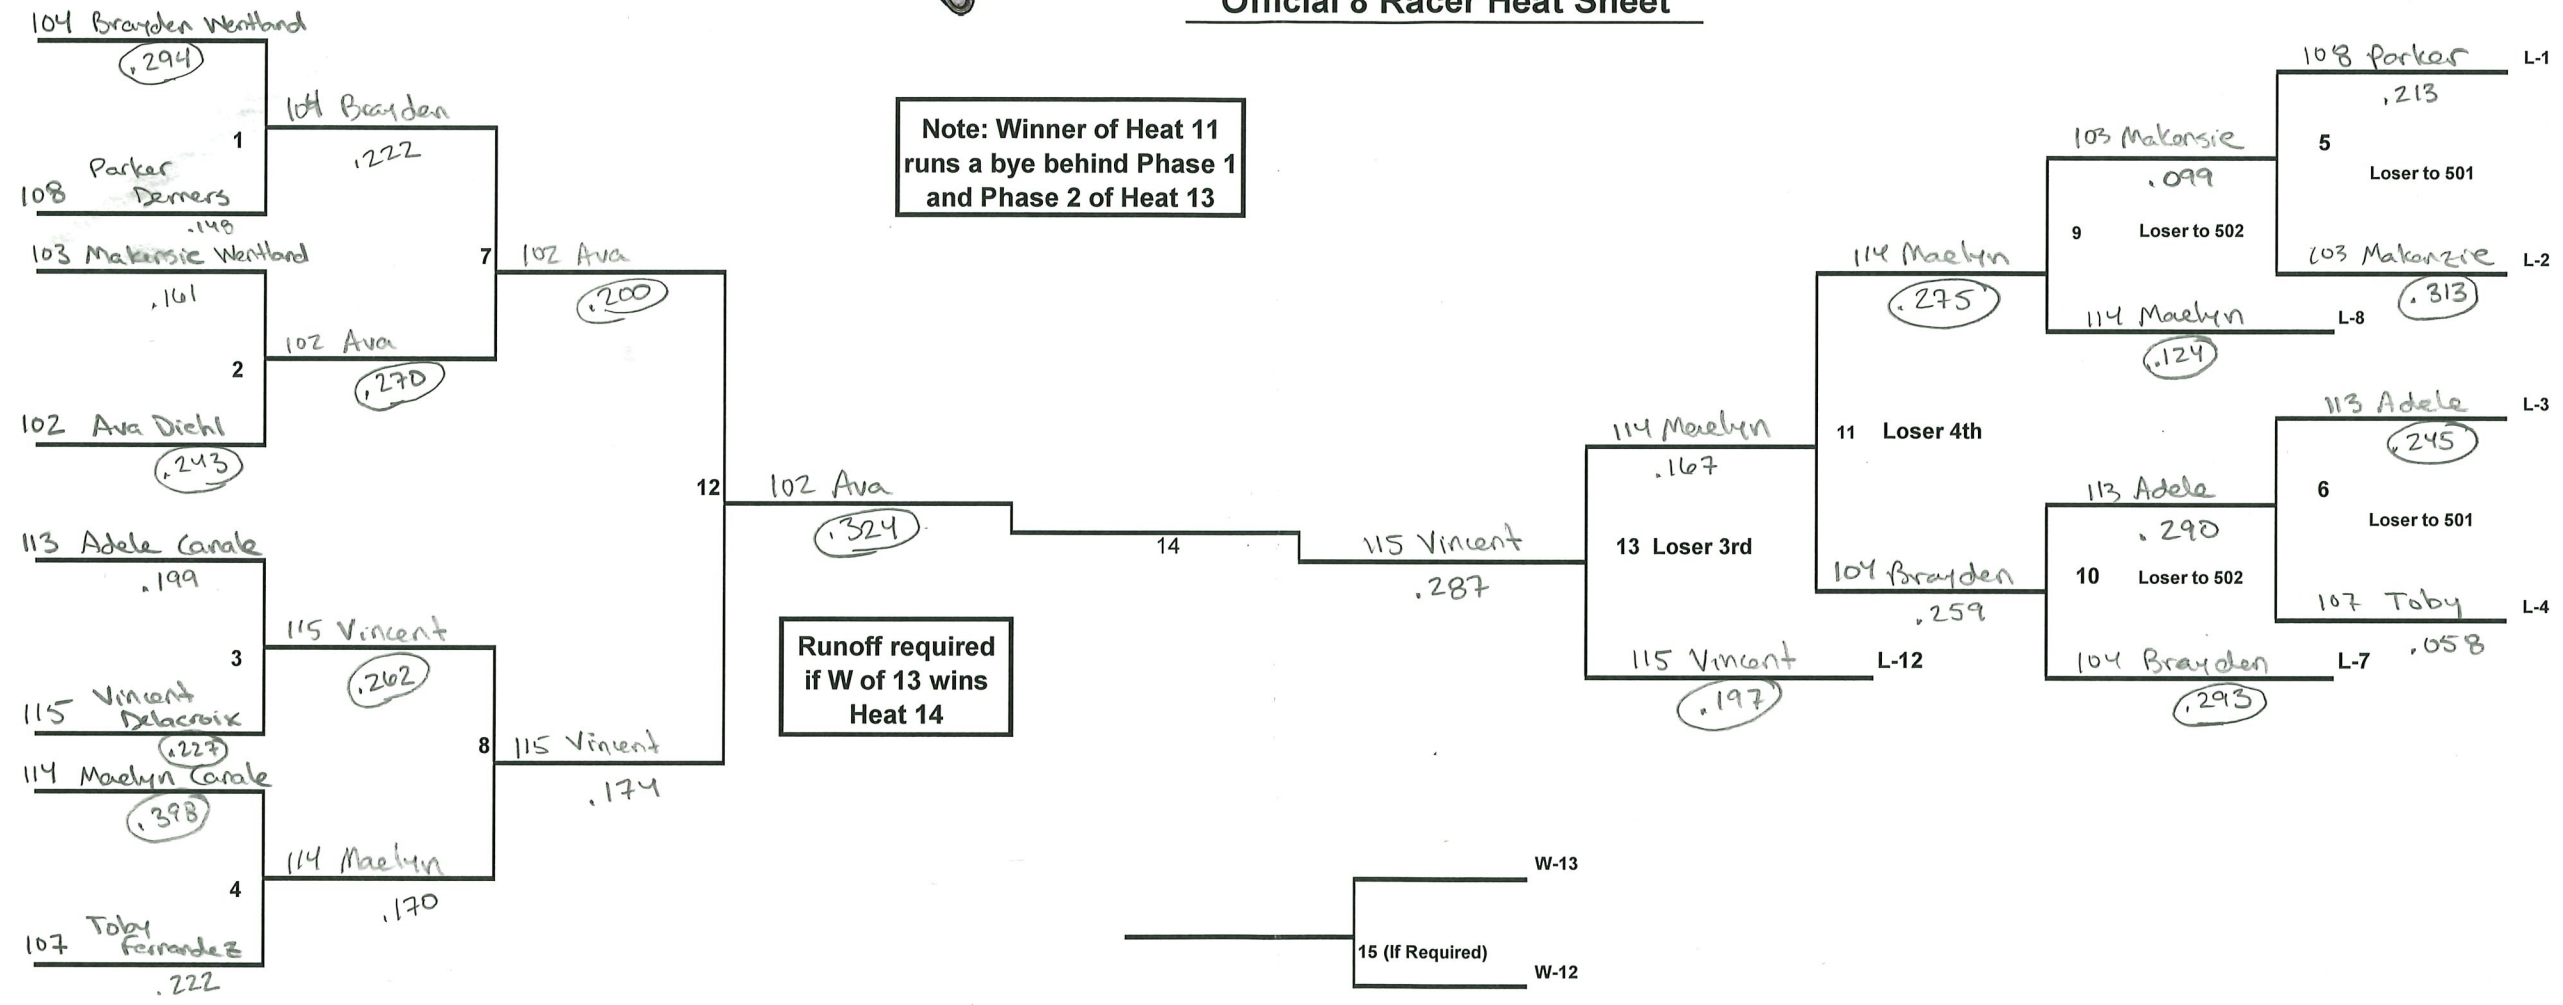 Official 8 Racer Heat Sheet
104 Brayden Wentland
.294
1
Parker
108 Demers
.148
104 Brayden
.222
103 Makensie Wentland
.161
2
102 Ava Diehl
.243
102 Ava
.270
7
102 Ava
.200
113 Adele Canale
.199
3
Vincent
115 Delacroix
.227
115 Vincent
.262
114 Maelyn Canale
.398
4
Toby
107 Fernandez
.222
114 Maelyn
.170
8
115 Vincent
.174
12
102 Ava
.324
14
Note: Winner of Heat 11
runs a bye behind Phase 1
and Phase 2 of Heat 13
Runoff required
if W of 13 wins
Heat 14
115 Vincent
.287
13 Loser 3rd
114 Maelyn
.167
115 Vincent L-12
.197
11 Loser 4th
114 Maelyn
.275
104 Brayden
.259
9 Loser to 502
103 Makensie
.099
114 Maelyn L-8
.124
10 Loser to 502
113 Adele
.290
104 Brayden L-7
.293
108 Parker L-1
.213
5
Loser to 501
103 Makenzie L-2
.313
113 Adele L-3
.245
6
Loser to 501
107 Toby L-4
.058
W-13
15 (If Required)
W-12